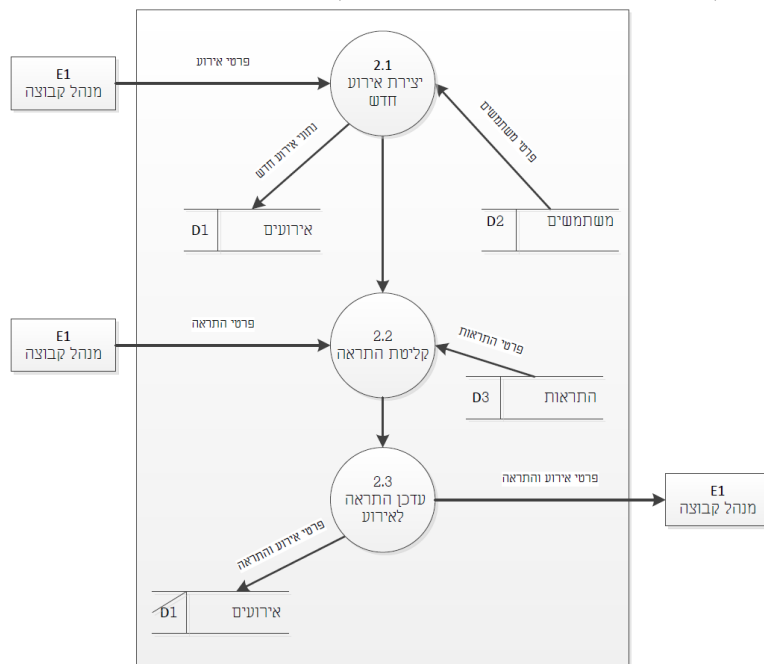 2.1
יצירת אירוע
חדש
E1
מנהל קבוצה
פרטי אירוע
נתוני אירוע חדש
פרטי משתמשים
D1
אירועים
D2
משתמשים
E1
מנהל קבוצה
פרטי התראה
2.2
קליטת התראה
פרטי התראות
D3
התראות
2.3
עדכן התראה
לאירוע
פרטי אירוע והתראה
E1
מנהל קבוצה
פרטי אירוע והתראה
D1
אירועים